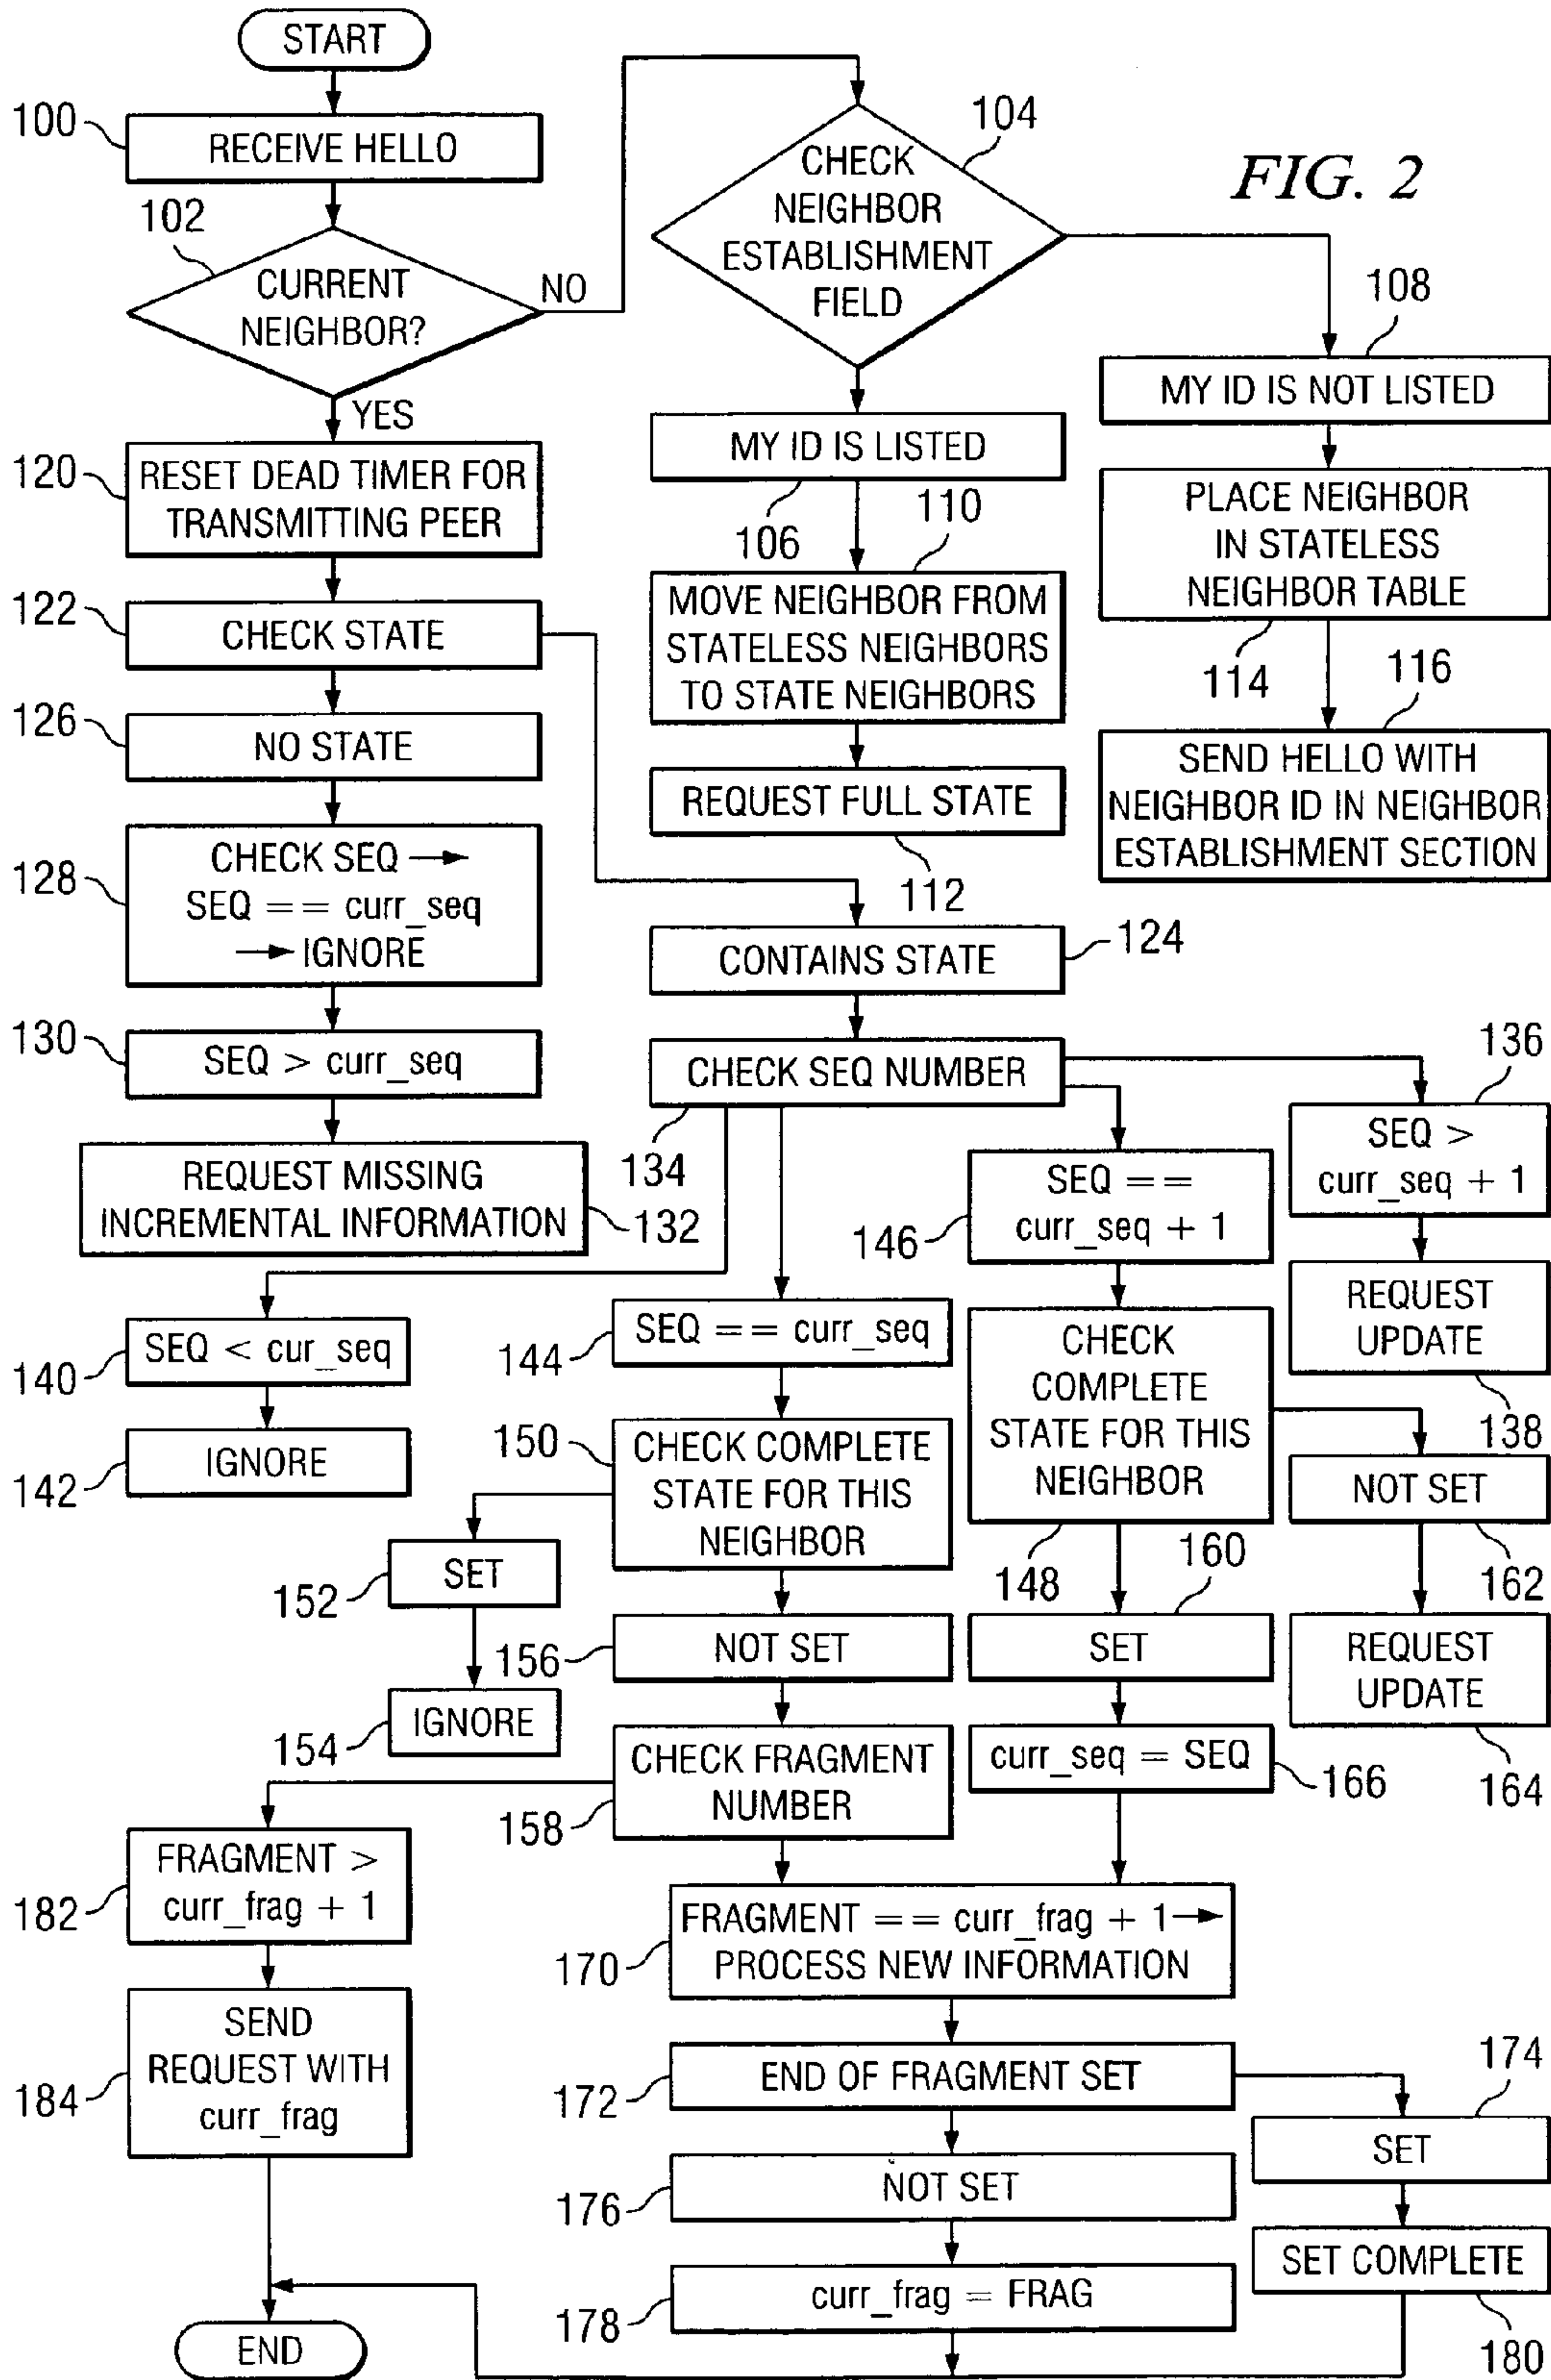 START
100
RECEIVE HELLO
102
CURRENT
NEIGHBOR?
NO
YES
104
CHECK
NEIGHBOR
ESTABLISHMENT
FIELD
FIG. 2
108
MY ID IS NOT LISTED
MY ID IS LISTED
106
110
PLACE NEIGHBOR
IN STATELESS
NEIGHBOR TABLE
114
116
MOVE NEIGHBOR FROM
STATELESS NEIGHBORS
TO STATE NEIGHBORS
REQUEST FULL STATE
112
SEND HELLO WITH
NEIGHBOR ID IN NEIGHBOR
ESTABLISHMENT SECTION
120
RESET DEAD TIMER FOR
TRANSMITTING PEER
122
CHECK STATE
126
NO STATE
128
CHECK SEQ →
SEQ == curr_seq
→ IGNORE
130
SEQ > curr_seq
REQUEST MISSING
INCREMENTAL INFORMATION
132
CONTAINS STATE
124
CHECK SEQ NUMBER
134
136
SEQ >
curr_seq + 1
REQUEST
UPDATE
138
SEQ ==
curr_seq + 1
146
CHECK
COMPLETE
STATE FOR THIS
NEIGHBOR
148
160
NOT SET
162
REQUEST
UPDATE
164
SET
curr_seq = SEQ
166
SEQ < cur_seq
140
IGNORE
142
SEQ == curr_seq
144
150
CHECK COMPLETE
STATE FOR THIS
NEIGHBOR
SET
152
IGNORE
154
NOT SET
156
CHECK FRAGMENT
NUMBER
158
FRAGMENT >
curr_frag + 1
182
SEND
REQUEST WITH
curr_frag
184
FRAGMENT == curr_frag + 1→
PROCESS NEW INFORMATION
170
END OF FRAGMENT SET
172
174
SET
NOT SET
176
SET COMPLETE
180
curr_frag = FRAG
178
END